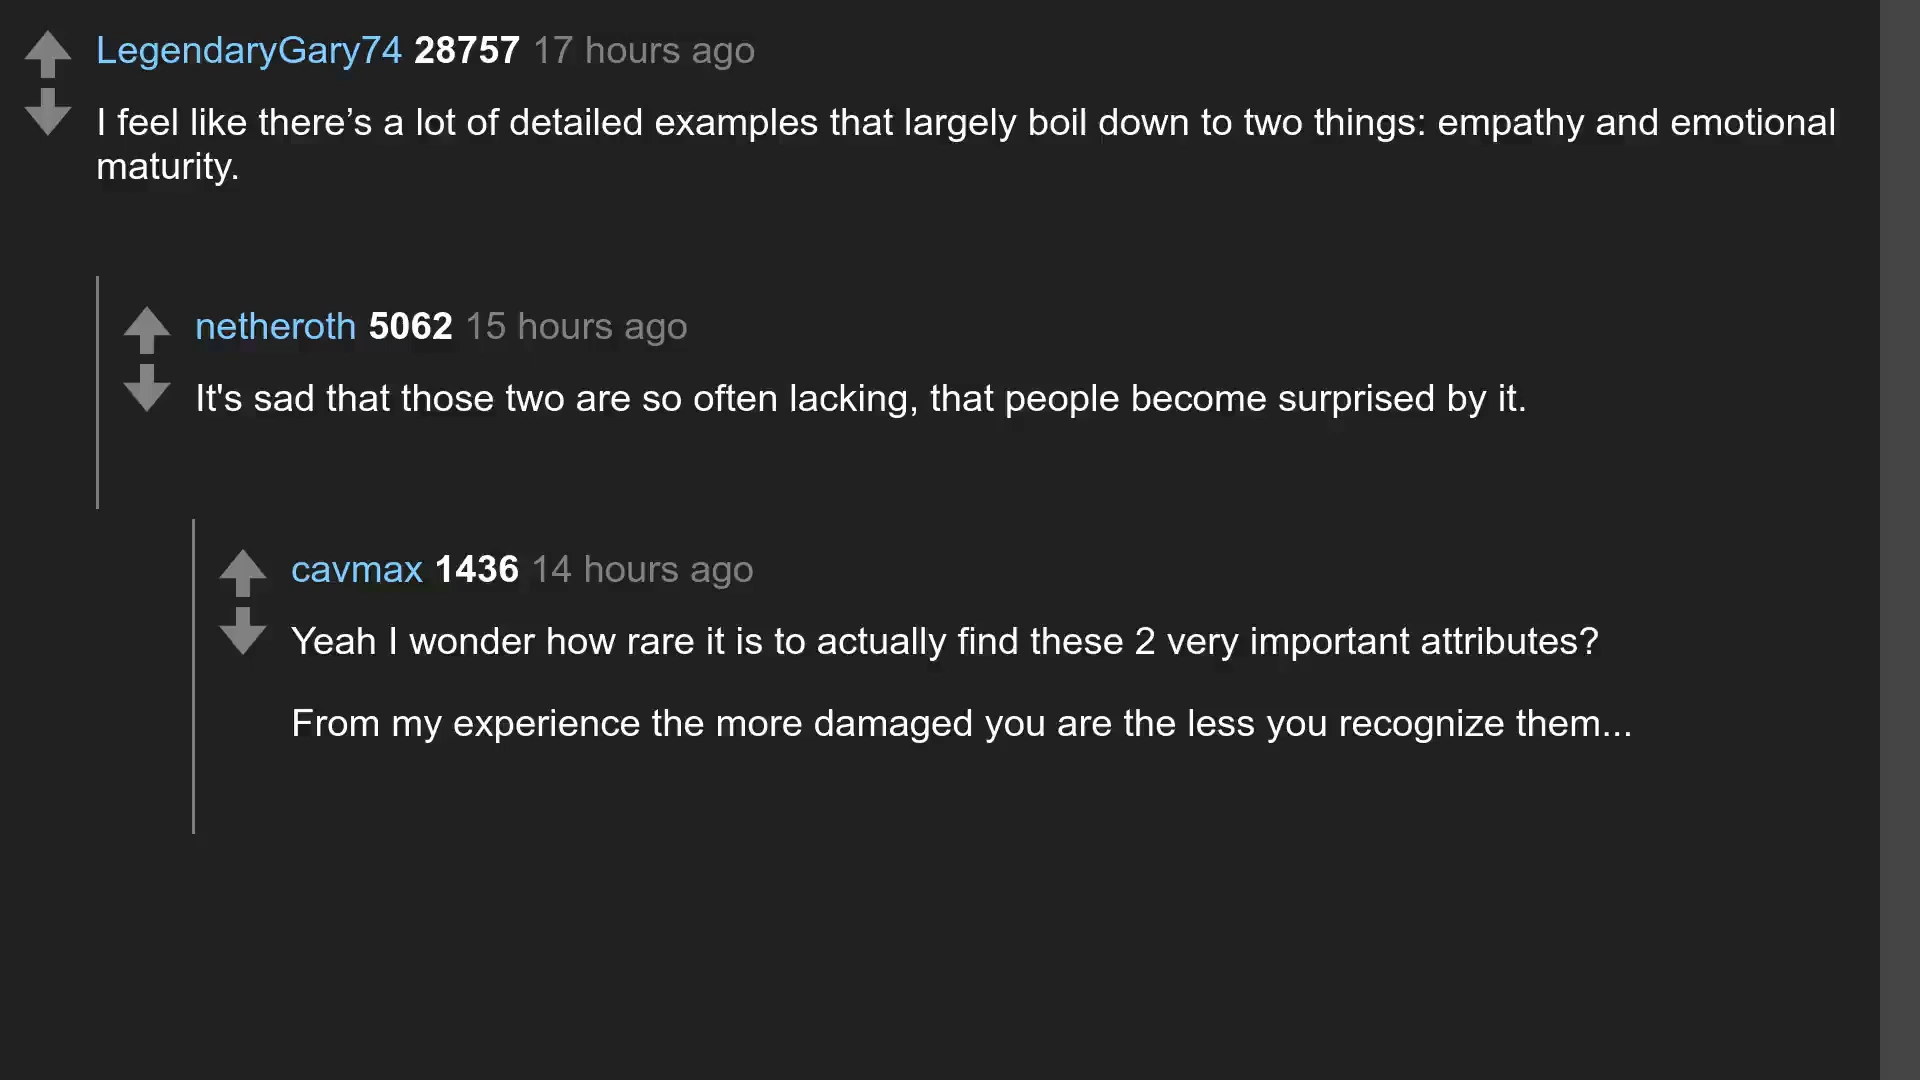 LegendaryGary74 28757 17 hours ago
I feel like there’s a lot of detailed examples that largely boil down to two things: empathy and emotional
maturity.
netheroth 5062 15 hours ago
It's sad that those two are so often lacking, that people become surprised by it.
cavmax 1436 14 hours ago
Yeah I wonder how rare it is to actually find these 2 very important attributes?
From my experience the more damaged you are the less you recognize them...